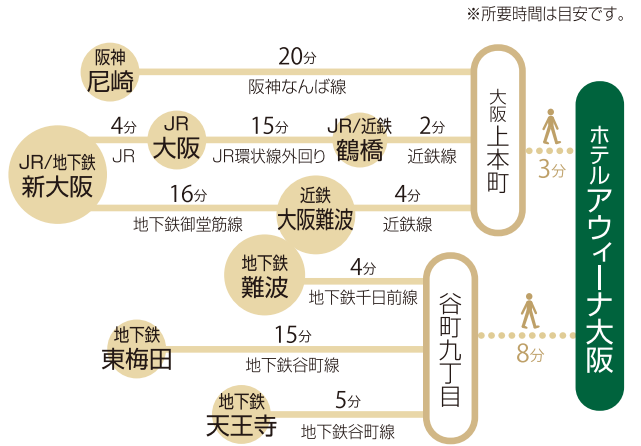 ※所要時間は目安です。
阪神
尼崎
20分
阪神なんば線
JR/地下鉄
新大阪
4分
JR
JR
大阪
15分
JR環状線外回り
JR/近鉄
鶴橋
2分
近鉄線
16分
地下鉄御堂筋線
近鉄
大阪難波
4分
近鉄線
大阪上本町
3分
地下鉄
難波
4分
地下鉄千日前線
地下鉄
東梅田
15分
地下鉄谷町線
地下鉄
天王寺
5分
地下鉄谷町線
谷町九丁目
8分
ホテルアウィーナ大阪